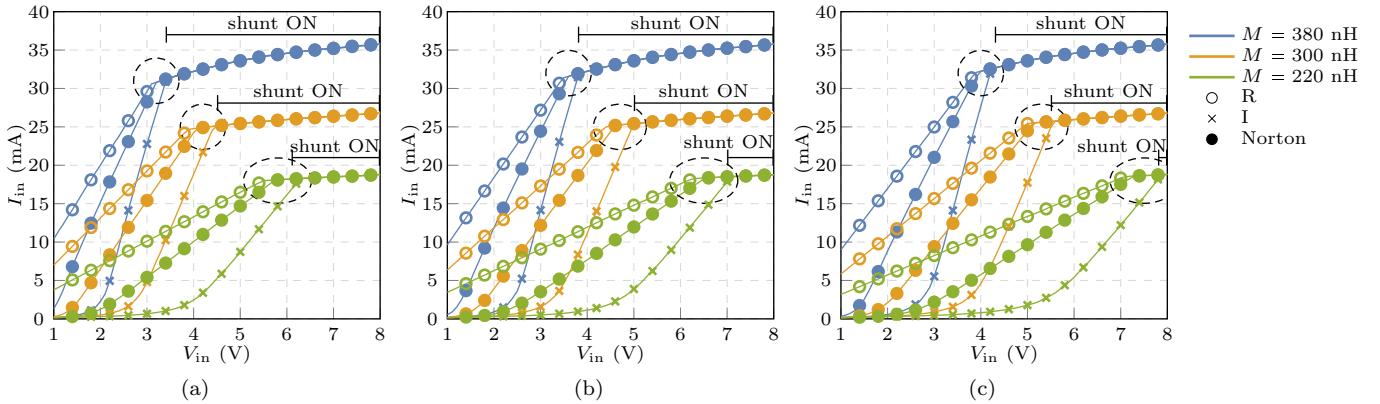 shunt ON
shunt ON
shunt ON
40
35
30
25
20
15
10
5
0
1 2 3 4 5 6 7 8
I_in (mA)
V_in (V)
(a)
shunt ON
shunt ON
shunt ON
40
35
30
25
20
15
10
5
0
1 2 3 4 5 6 7 8
I_in (mA)
V_in (V)
(b)
shunt ON
shunt ON
shunt ON
40
35
30
25
20
15
10
5
0
1 2 3 4 5 6 7 8
I_in (mA)
V_in (V)
(c)
M = 380 nH
M = 300 nH
M = 220 nH
R
I
Norton